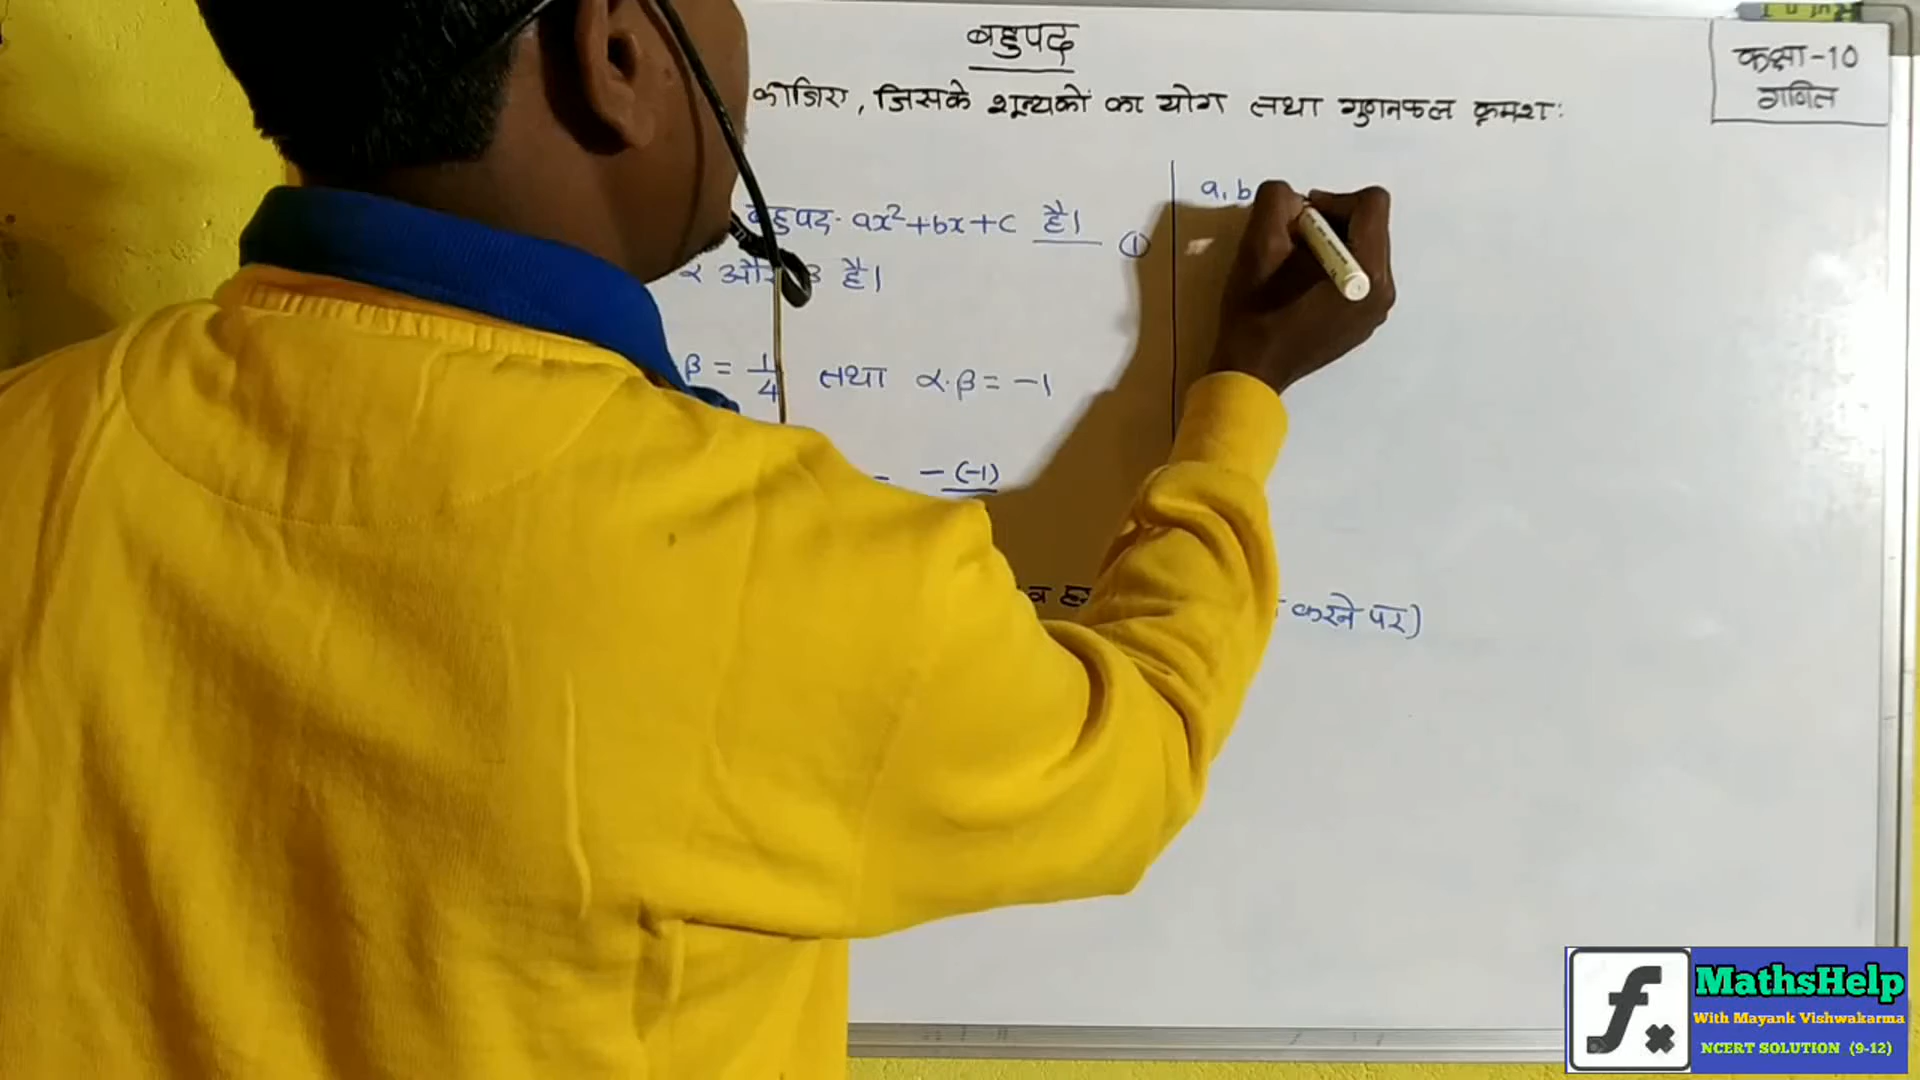 बहुपद
कक्षा-10
गणित
कीजिए, जिसके शून्यकों का योग तथा गुणनफल क्रमशः
a, b
बहुपद ax²+bx+c है। ①
और β है।
β = 1/4 तथा α.β = -1
= -(-1)
करने पर)
MathsHelp
With Mayank Vishwakarma
NCERT SOLUTION (9-12)